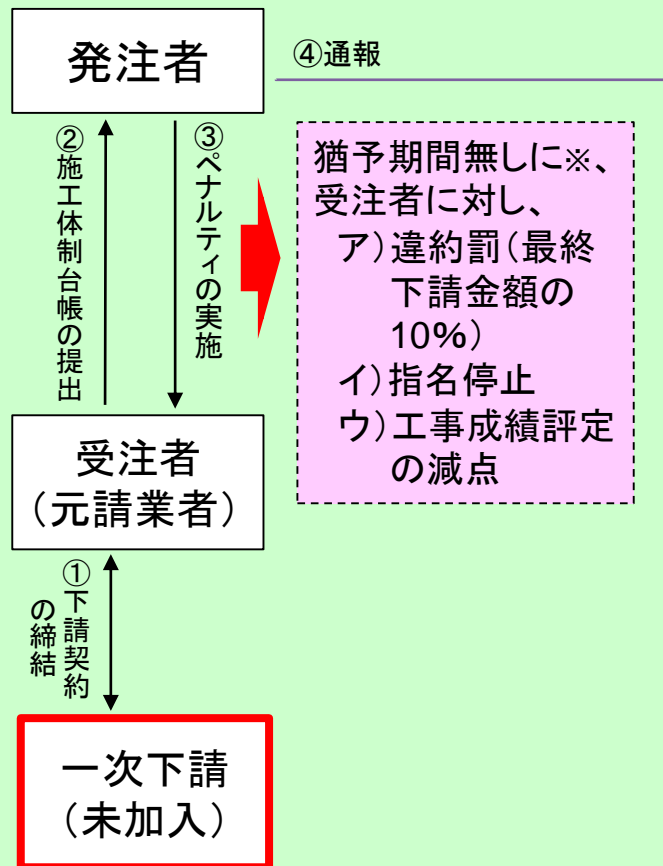 発注者
④通報
②施工体制台帳の提出
③ペナルティの実施
猶予期間無しに※、
受注者に対し、
ア)違約罰(最終
下請金額の
10%)
イ)指名停止
ウ)工事成績評定
の減点
受注者
(元請業者)
①下請契約
の締結
一次下請
(未加入)